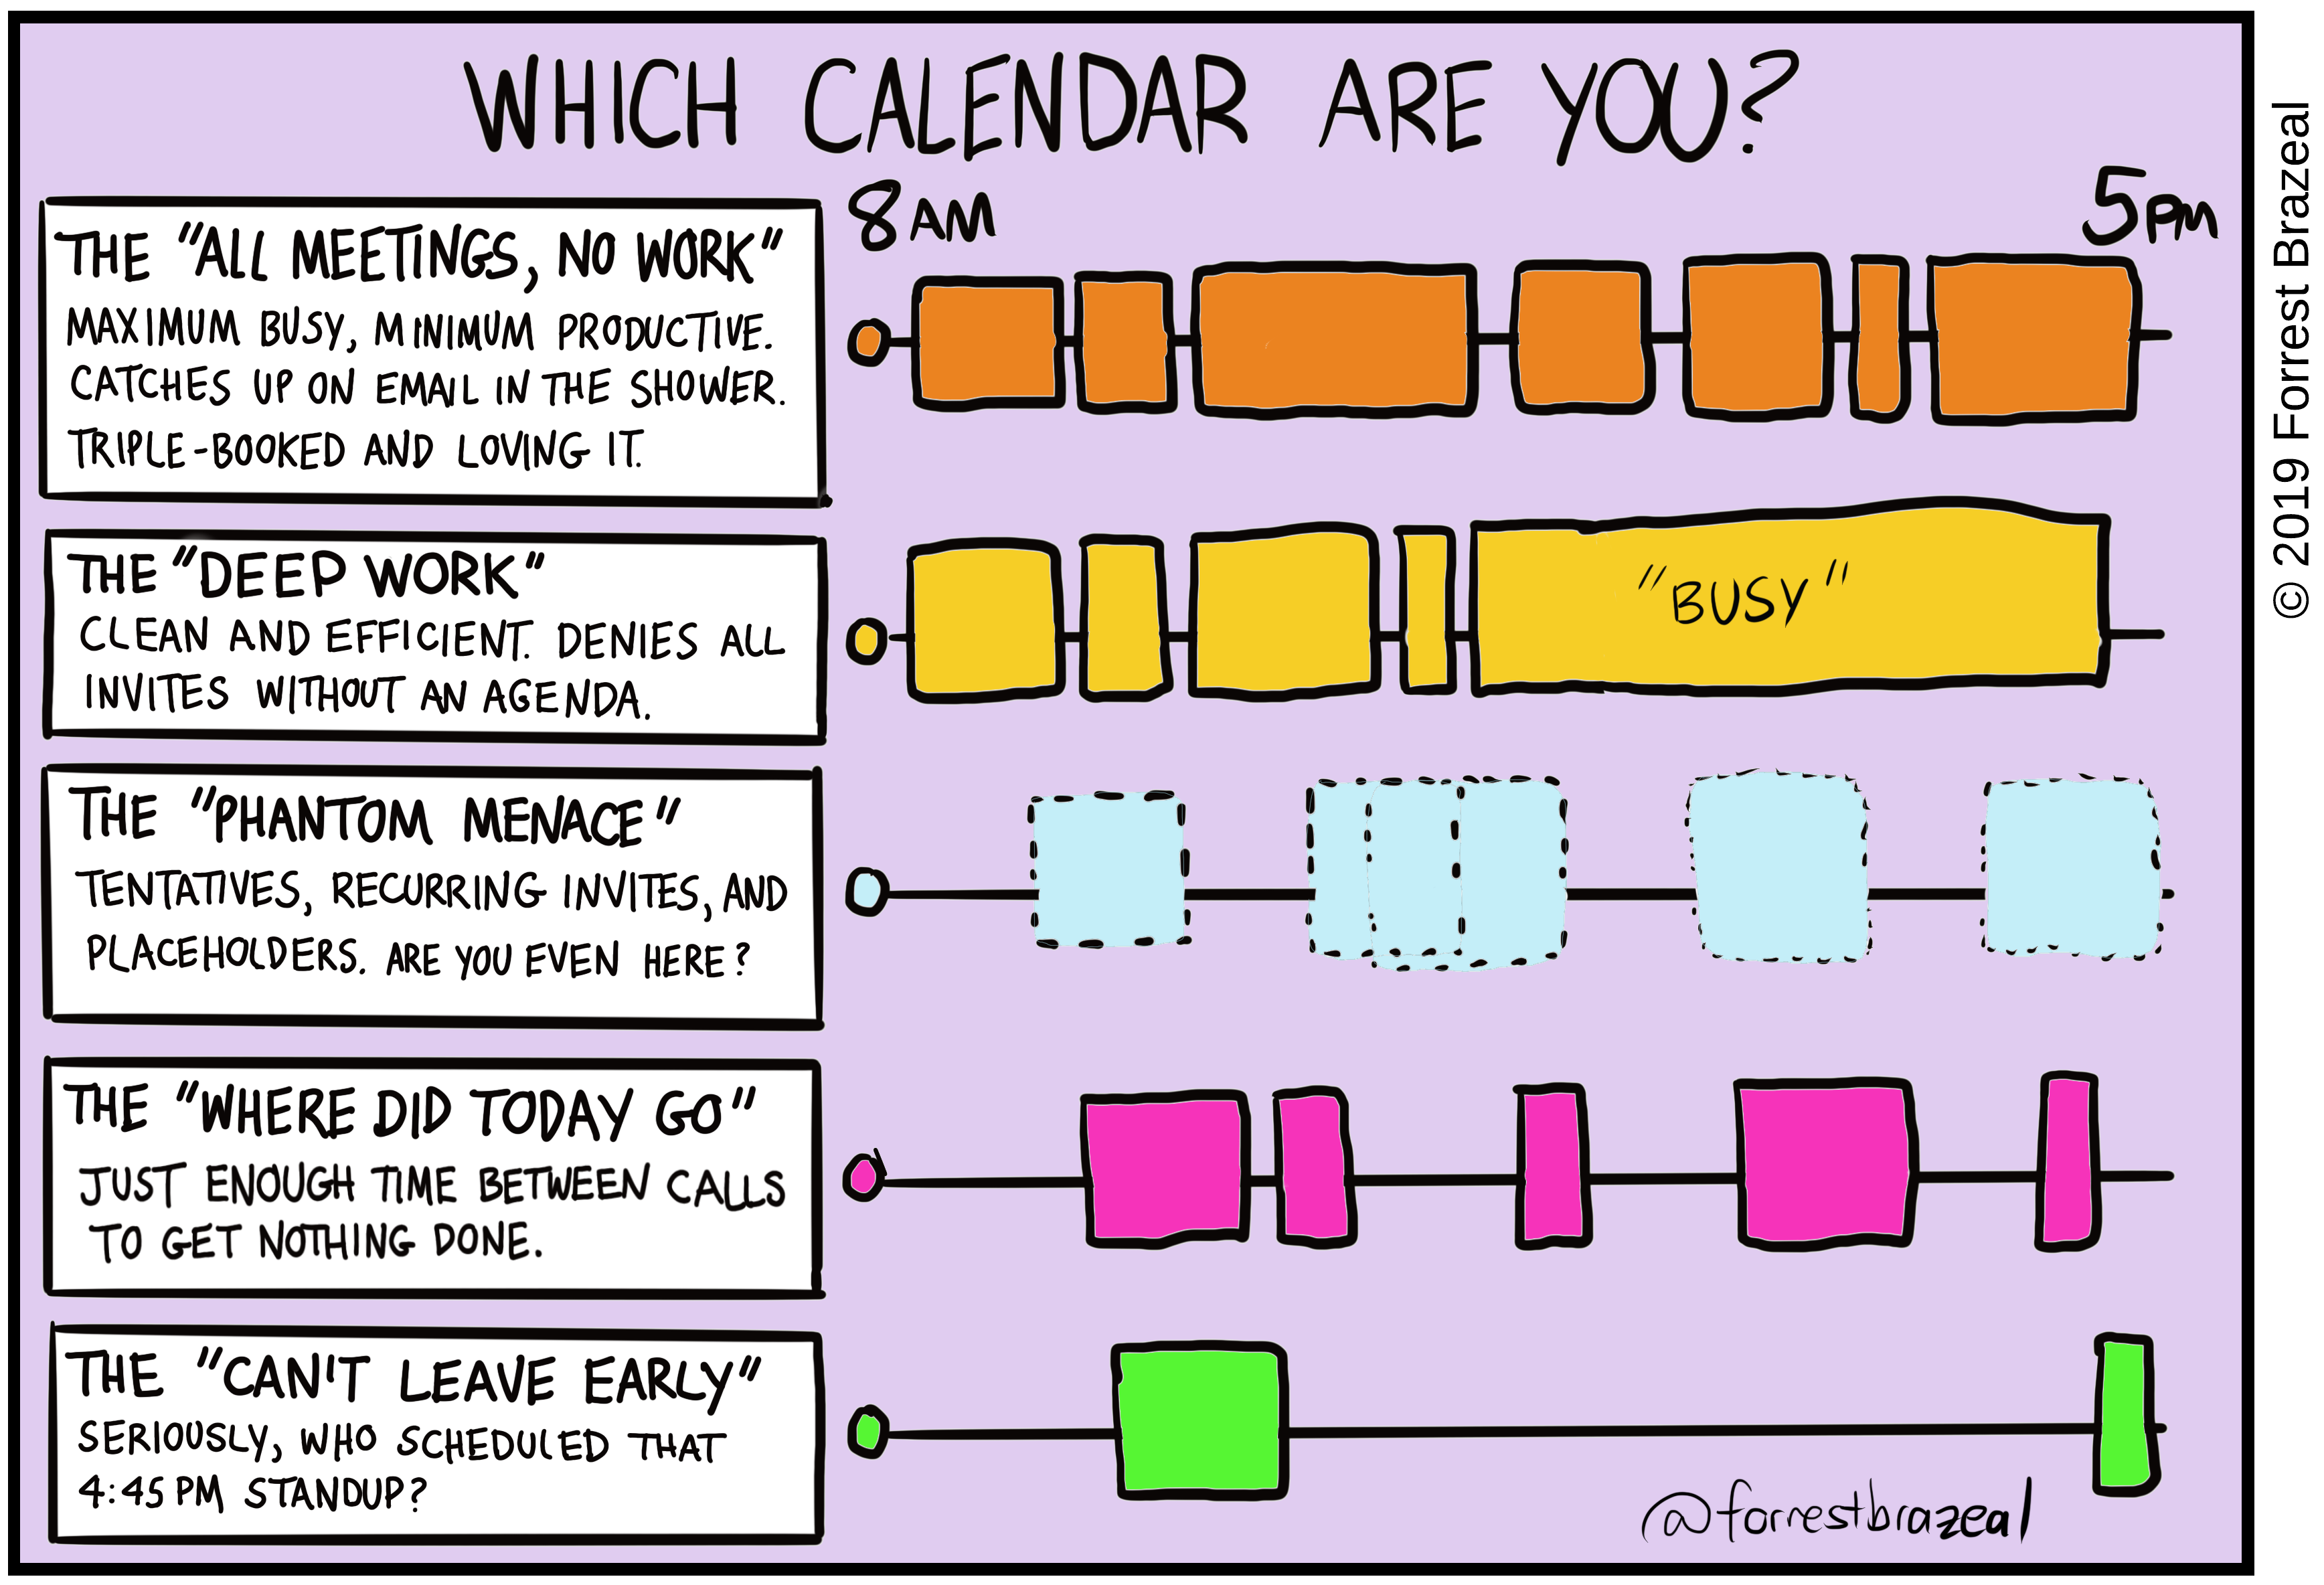 WHICH CALENDAR ARE YOU?
8AM
5PM
THE "ALL MEETINGS, NO WORK"
MAXIMUM BUSY, MINIMUM PRODUCTIVE.
CATCHES UP ON EMAIL IN THE SHOWER.
TRIPLE-BOOKED AND LOVING IT.
THE "DEEP WORK"
CLEAN AND EFFICIENT. DENIES ALL
INVITES WITHOUT AN AGENDA.
"BUSY"
THE "PHANTOM MENACE"
TENTATIVES, RECURRING INVITES, AND
PLACEHOLDERS. ARE YOU EVEN HERE?
THE "WHERE DID TODAY GO"
JUST ENOUGH TIME BETWEEN CALLS
TO GET NOTHING DONE.
THE "CAN'T LEAVE EARLY"
SERIOUSLY, WHO SCHEDULED THAT
4:45 PM STANDUP?
@forrestbrazeal
© 2019 Forrest Brazeal